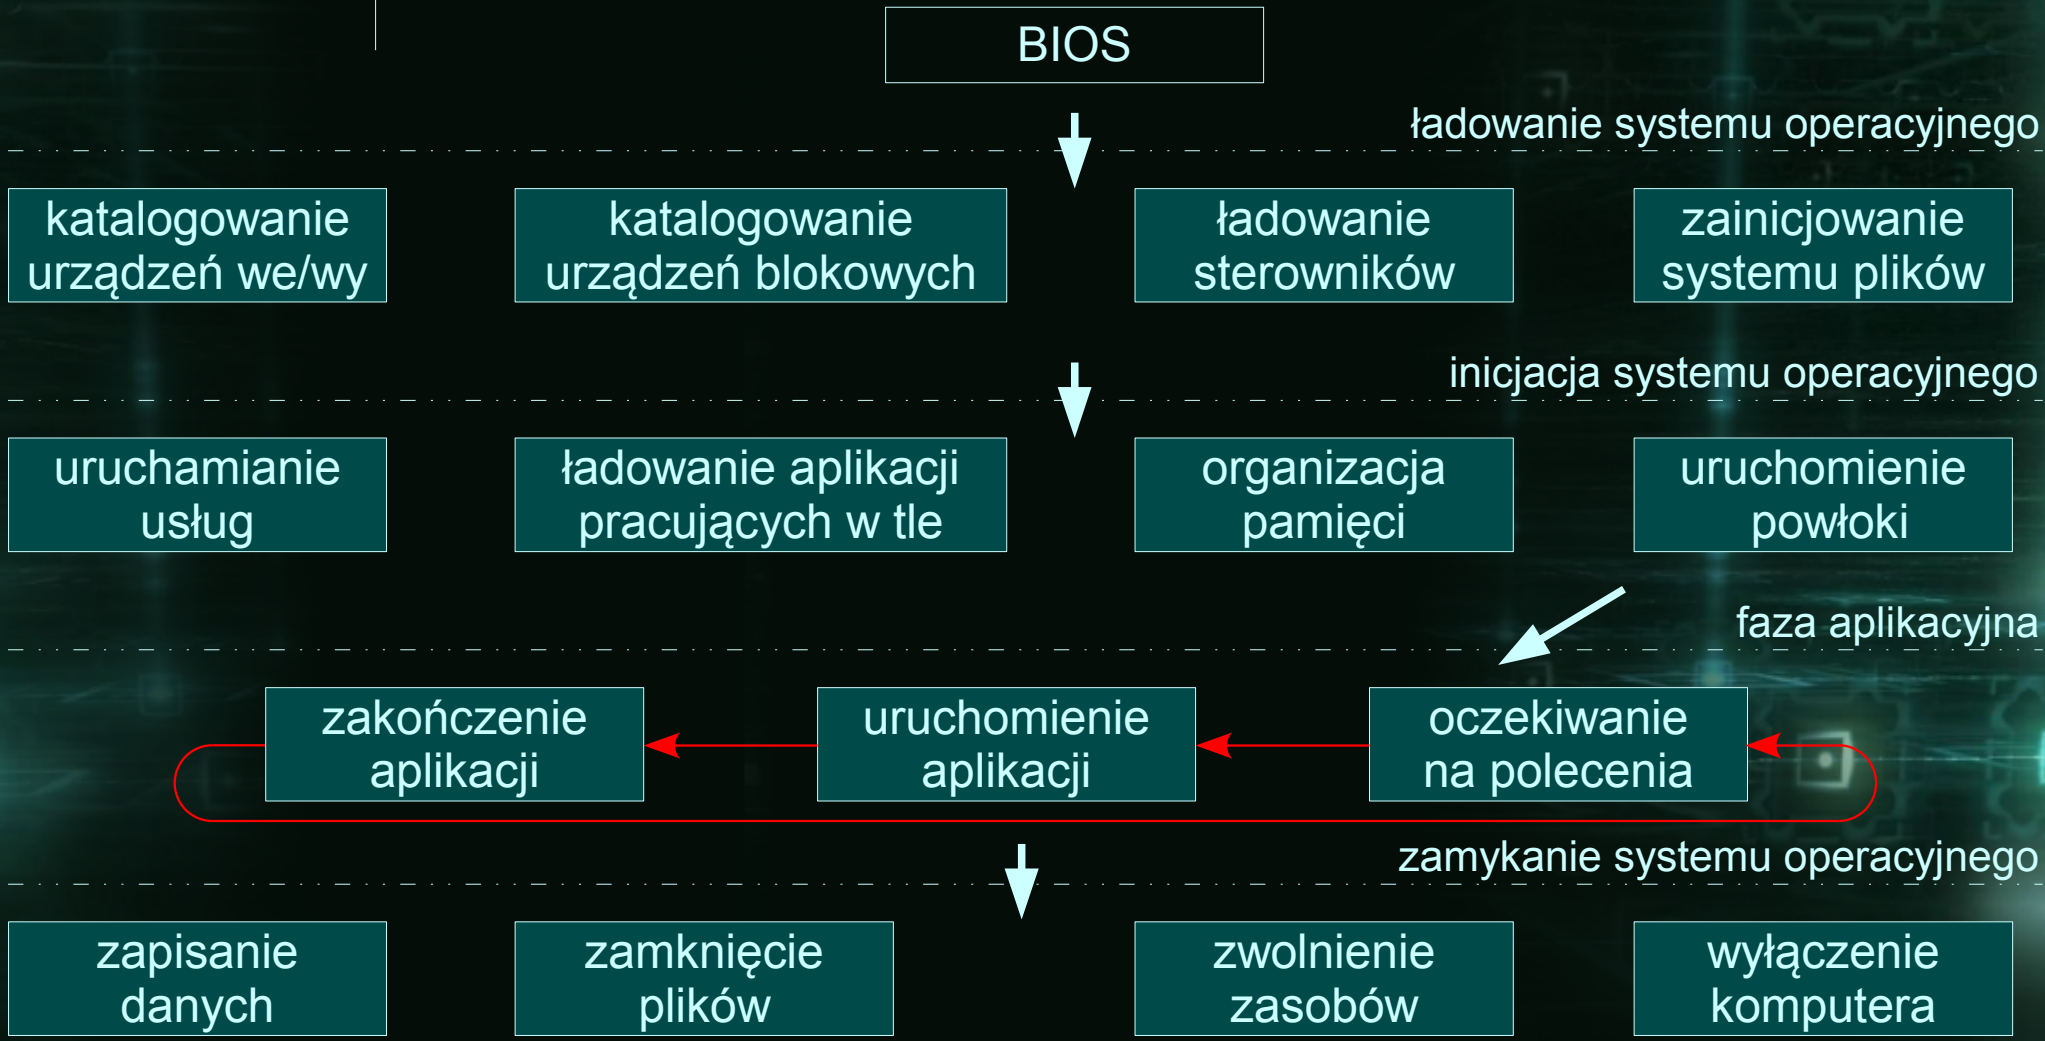 BIOS
ładowanie systemu operacyjnego
katalogowanie
urządzeń we/wy
katalogowanie
urządzeń blokowych
ładowanie
sterowników
zainicjowanie
systemu plików
inicjacja systemu operacyjnego
uruchamianie
usług
ładowanie aplikacji
pracujących w tle
organizacja
pamięci
uruchomienie
powłoki
faza aplikacyjna
zakończenie
aplikacji
uruchomienie
aplikacji
oczekiwanie
na polecenia
zamykanie systemu operacyjnego
zapisanie
danych
zamknięcie
plików
zwolnienie
zasobów
wyłączenie
komputera